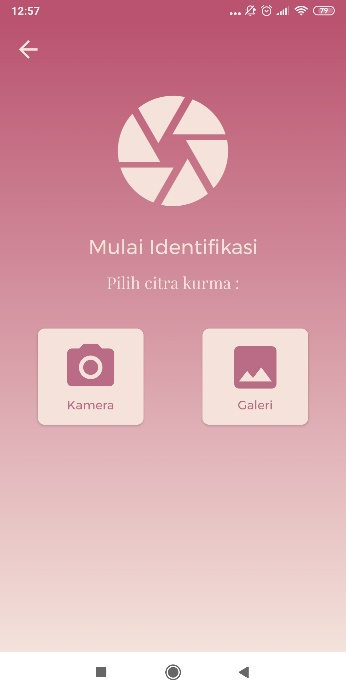 12:57
79
Mulai Identifikasi
Pilih citra kurma :
Kamera
Galeri